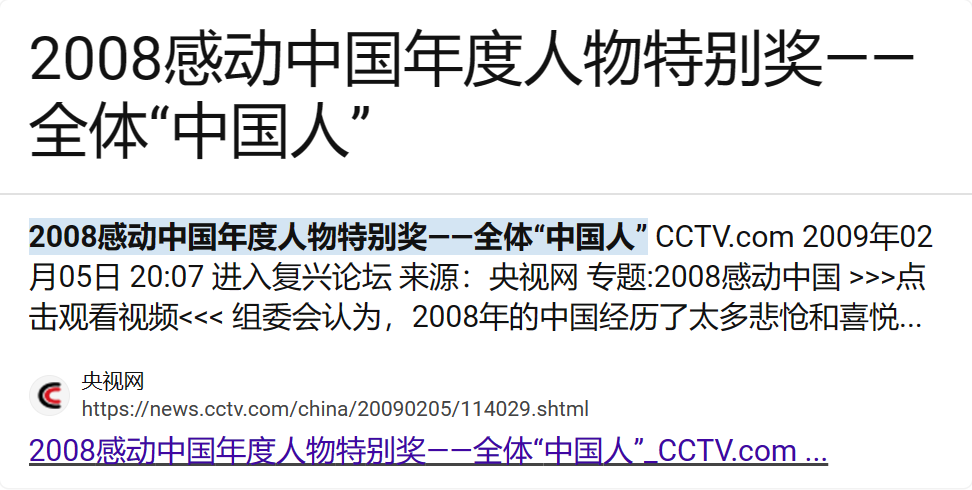 2008感动中国年度人物特别奖——
全体“中国人”
2008感动中国年度人物特别奖——全体“中国人” CCTV.com 2009年02
月05日 20:07 进入复兴论坛 来源：央视网 专题:2008感动中国 >>>点
击观看视频<<< 组委会认为，2008年的中国经历了太多悲怆和喜悦...
央视网
https://news.cctv.com/china/20090205/114029.shtml
2008感动中国年度人物特别奖——全体“中国人”_CCTV.com ...